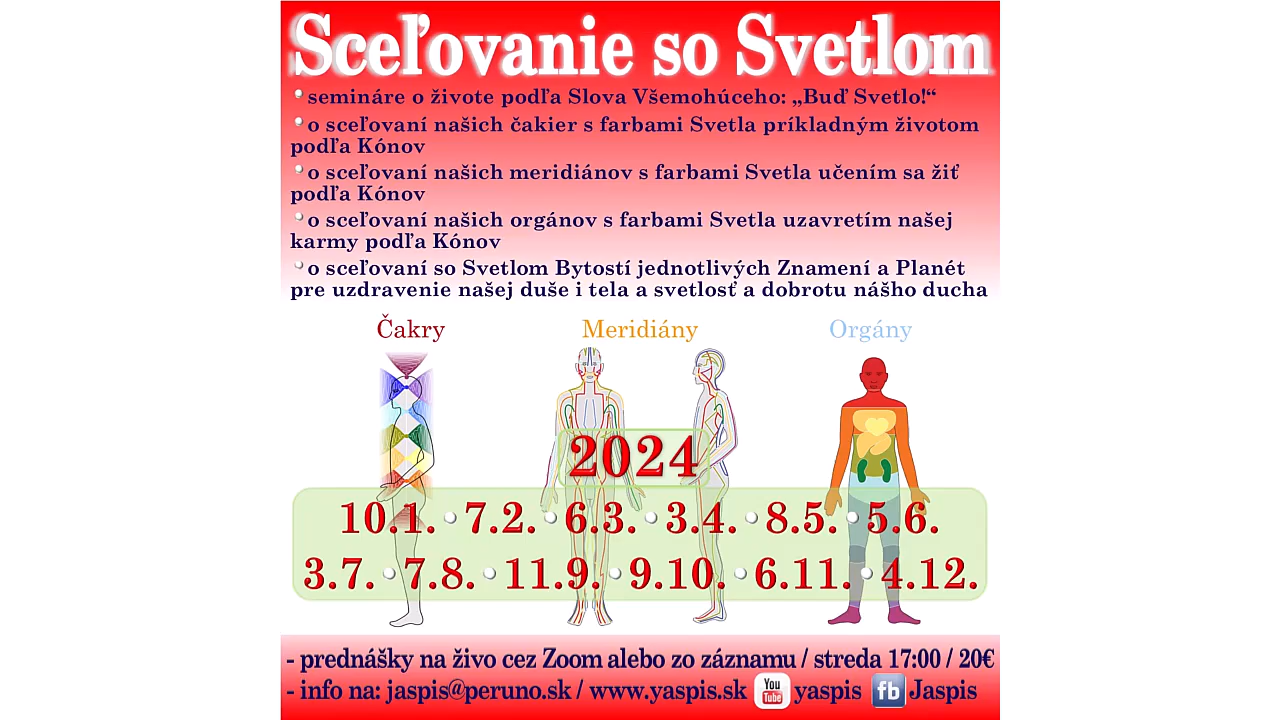 Sceľovanie so Svetlom
semináre o živote podľa Slova Všemohúceho: „Buď Svetlo!“
o sceľovaní našich čakier s farbami Svetla príkladným životom
podľa Kónov
o sceľovaní našich meridiánov s farbami Svetla učením sa žiť
podľa Kónov
o sceľovaní našich orgánov s farbami Svetla uzavretím našej
karmy podľa Kónov
o sceľovaní so Svetlom Bytostí jednotlivých Znamení a Planét
pre uzdravenie našej duše i tela a svetlosť a dobrotu nášho ducha
Čakry Meridiány Orgány
2024
10.1. • 7.2. • 6.3. • 3.4. • 8.5. • 5.6.
3.7. • 7.8. • 11.9. • 9.10. • 6.11. • 4.12.
- prednášky na živo cez Zoom alebo zo záznamu / streda 17:00 / 20€
- info na: jaspis@peruno.sk / www.yaspis.sk You Tube yaspis fb Jaspis